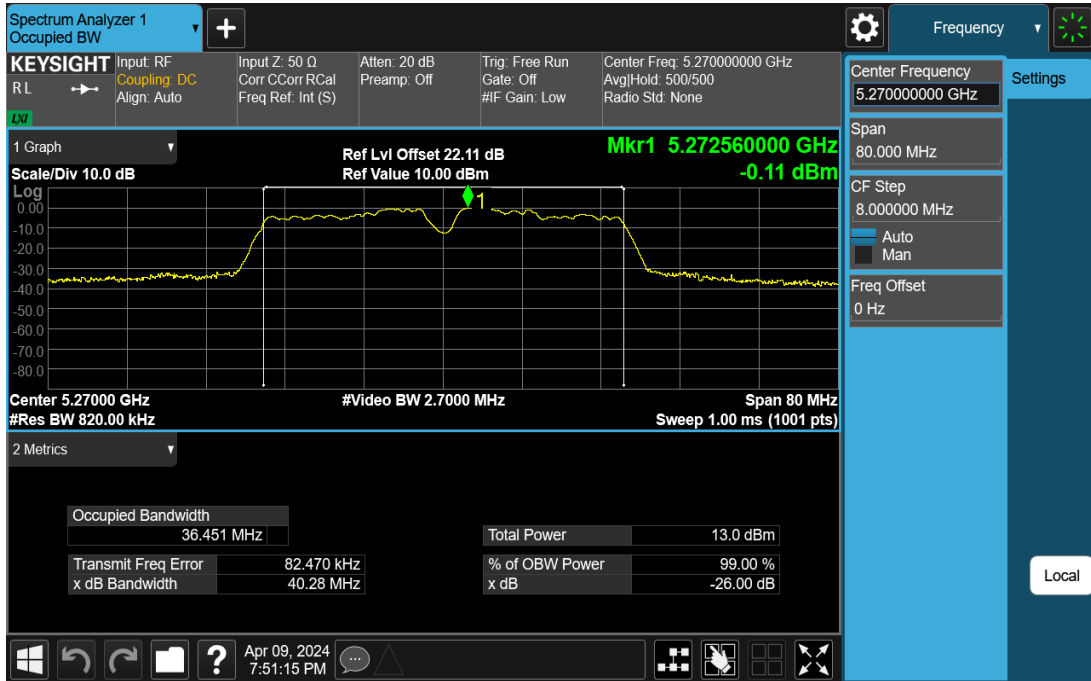 Spectrum Analyzer 1
Occupied BW
+
Frequency
KEYSIGHT
RL
LXI
Input: RF
Coupling: DC
Align: Auto
Input Z: 50 Ω
Corr CCorr RCal
Freq Ref: Int (S)
Atten: 20 dB
Preamp: Off
Trig: Free Run
Gate: Off
#IF Gain: Low
Center Freq: 5.270000000 GHz
Avg|Hold: 500/500
Radio Std: None
Center Frequency
5.270000000 GHz
Settings
Span
80.000 MHz
CF Step
8.000000 MHz
Auto
Man
Freq Offset
0 Hz
Local
1 Graph
Scale/Div 10.0 dB
Ref Lvl Offset 22.11 dB
Ref Value 10.00 dBm
Mkr1 5.272560000 GHz
-0.11 dBm
Log
0.00
-10.0
-20.0
-30.0
-40.0
-50.0
-60.0
-70.0
-80.0
1
Center 5.27000 GHz
#Res BW 820.00 kHz
#Video BW 2.7000 MHz
Span 80 MHz
Sweep 1.00 ms (1001 pts)
2 Metrics
Occupied Bandwidth
36.451 MHz
Total Power 13.0 dBm
Transmit Freq Error 82.470 kHz
% of OBW Power 99.00 %
x dB Bandwidth 40.28 MHz
x dB -26.00 dB
?
Apr 09, 2024
7:51:15 PM